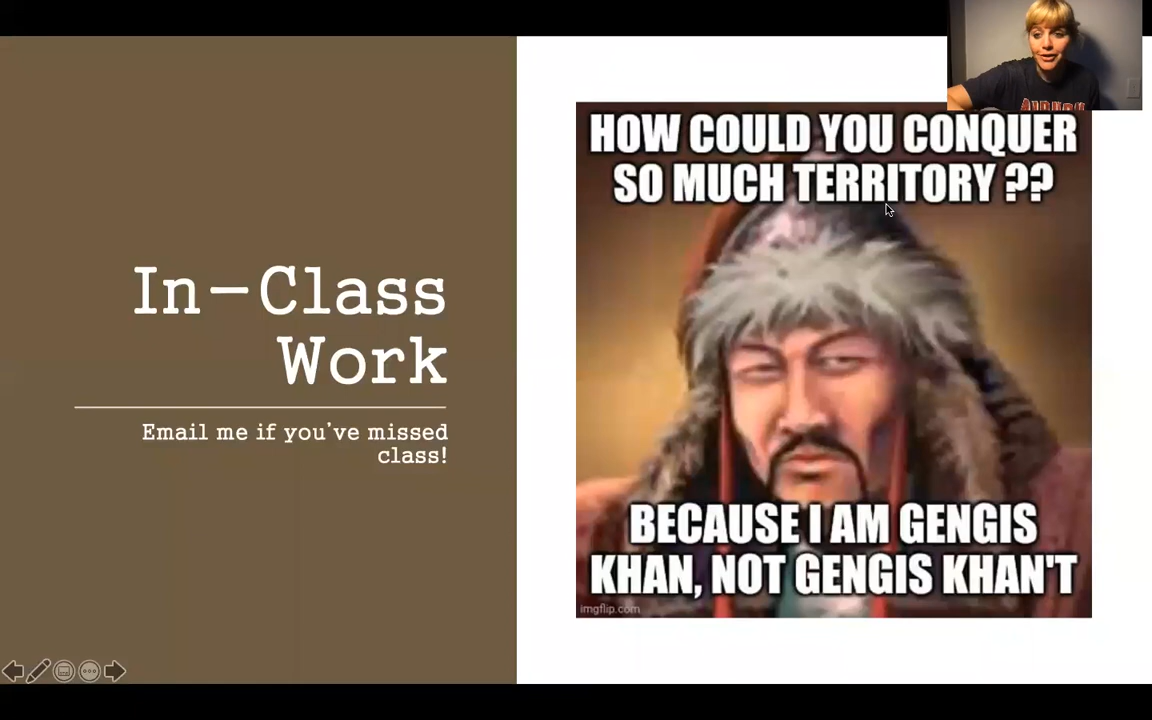 In-Class
Work
Email me if you've missed
class!
HOW COULD YOU CONQUER
SO MUCH TERRITORY ??
BECAUSE I AM GENGIS
KHAN, NOT GENGIS KHAN'T
imgflip.com
AUBURN